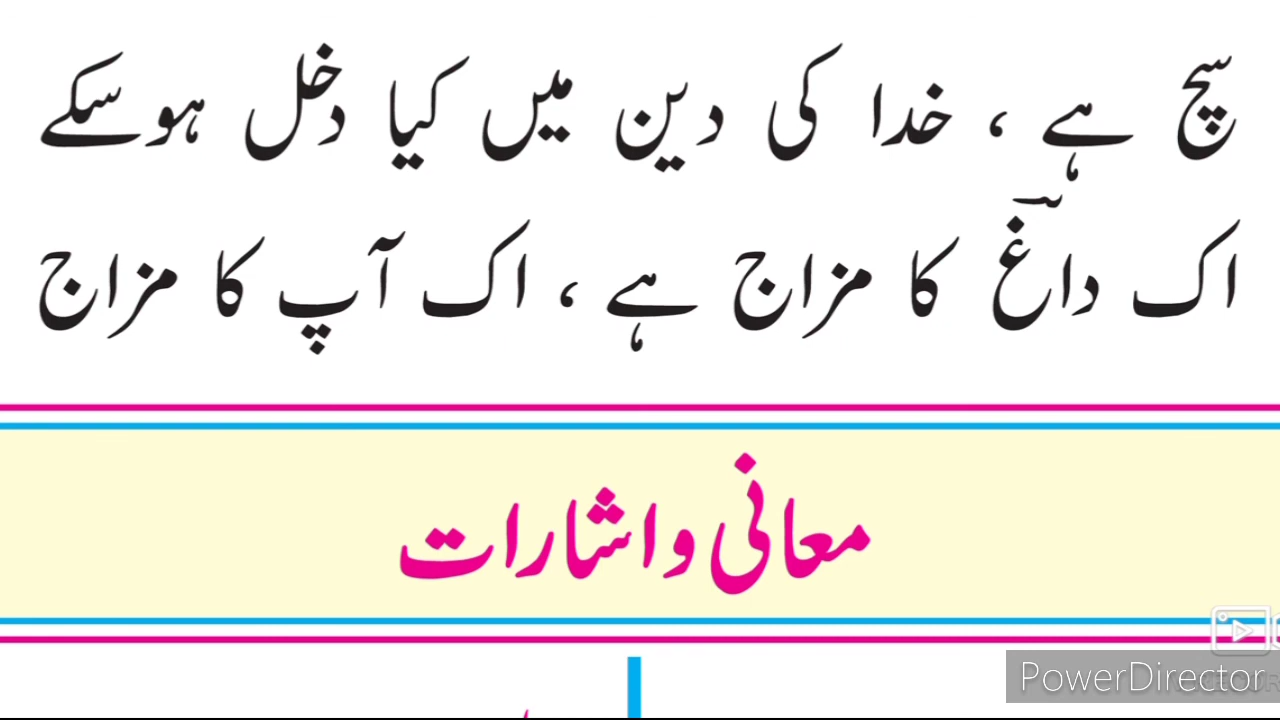 سچ ہے ، خدا کی دین میں کیا دخل ہو سکے
اک داغؔ کا مزاج ہے ، اک آپ کا مزاج
معانی و اشارات
PowerDirector